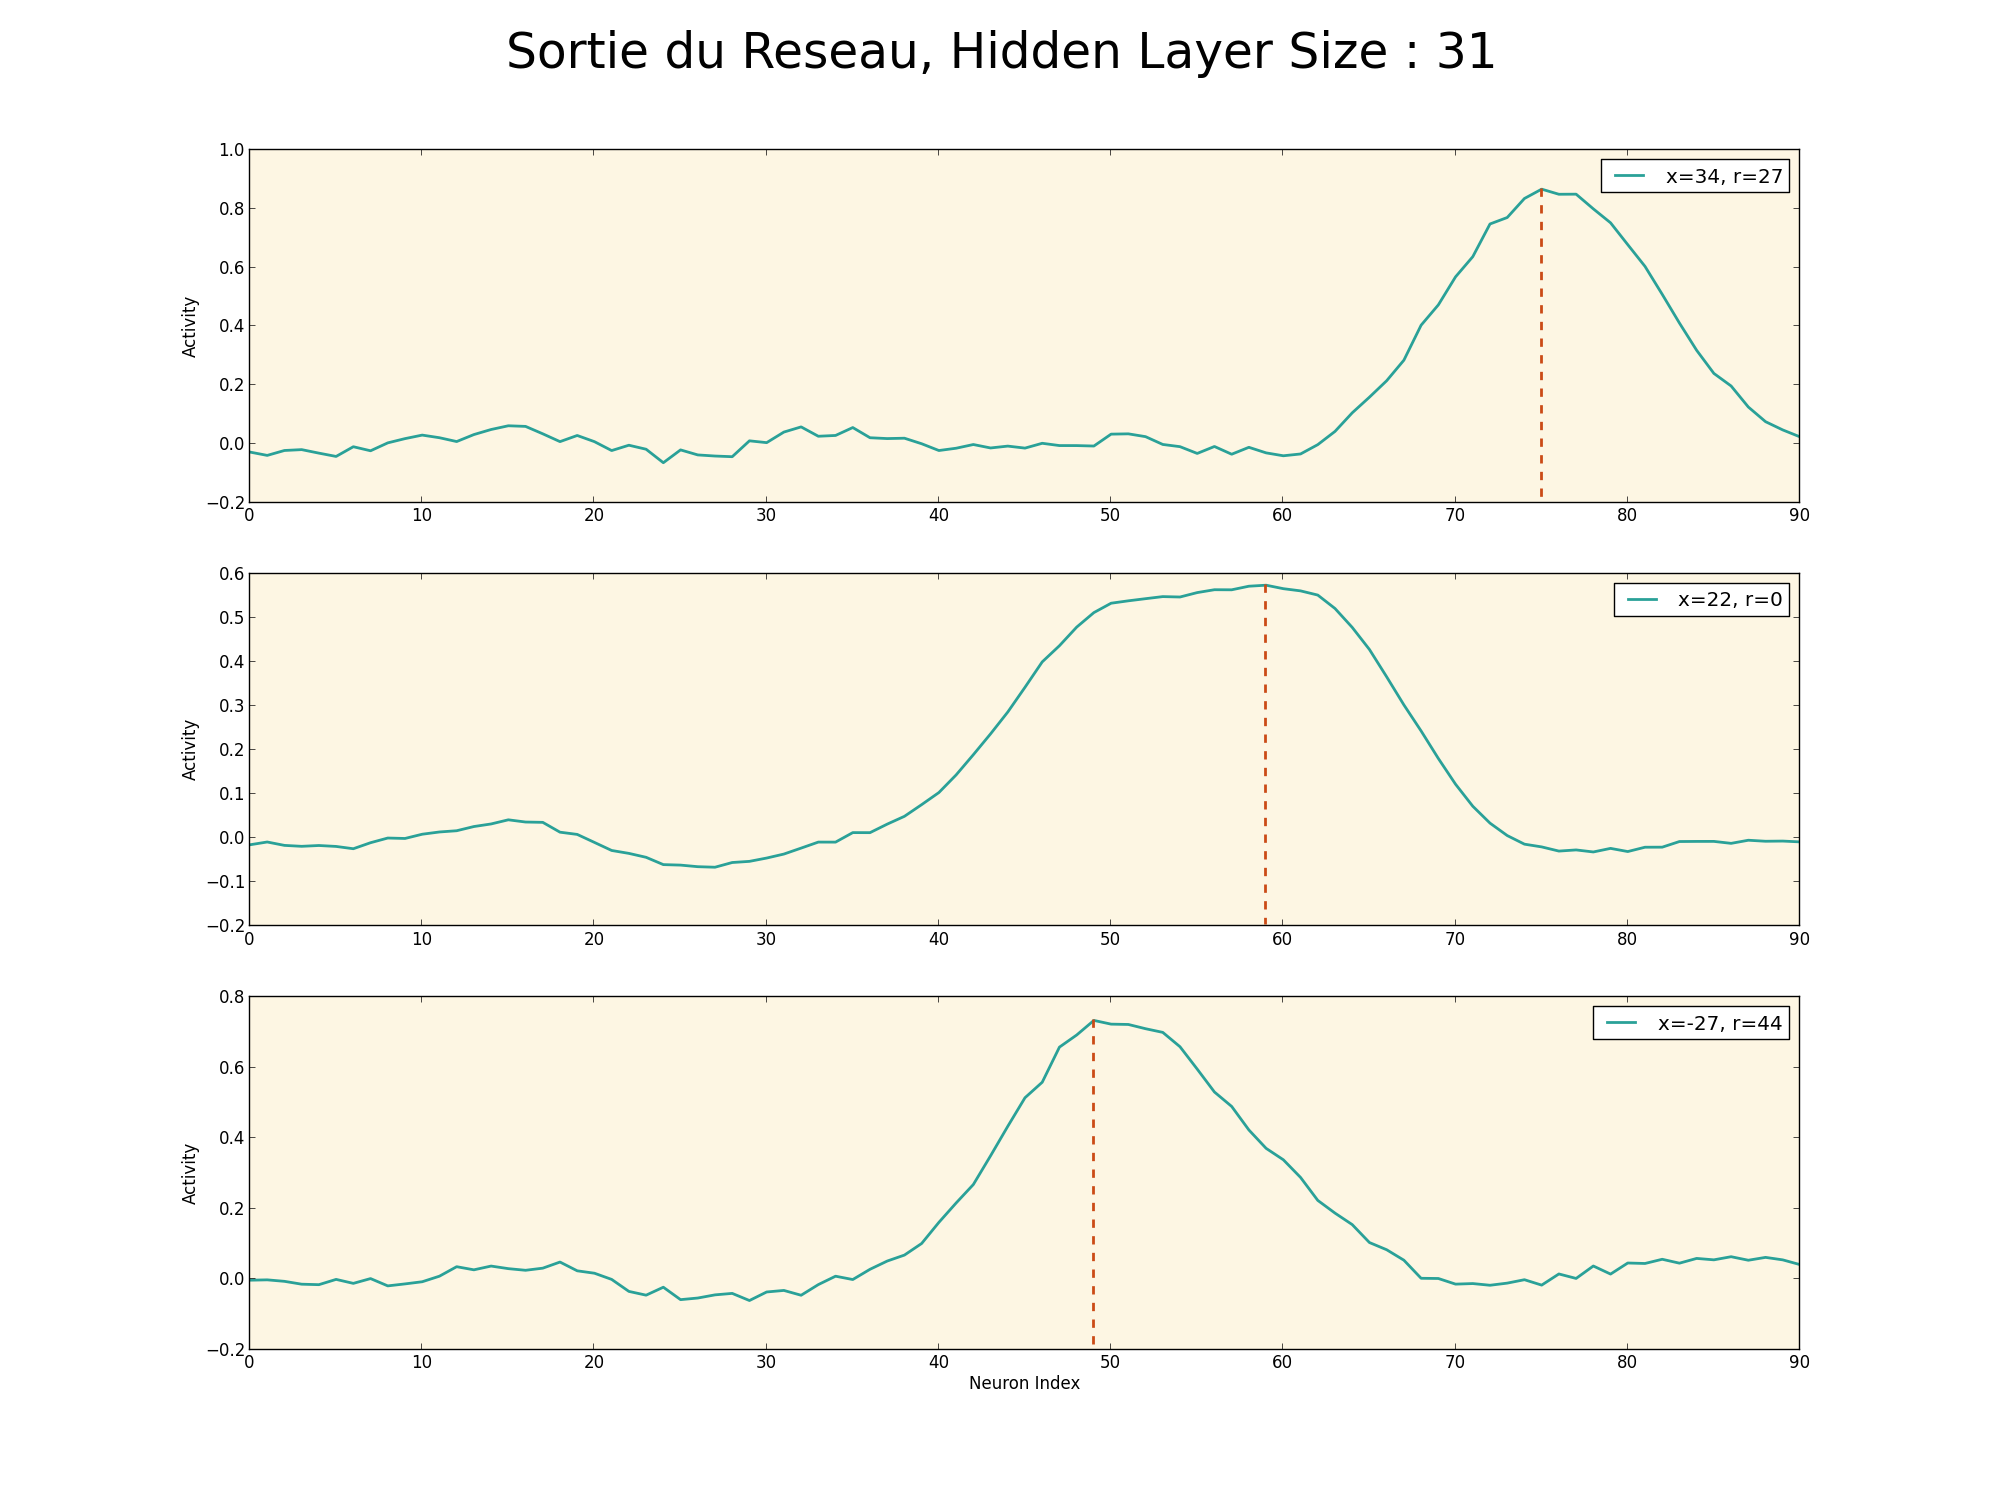 Sortie du Reseau, Hidden Layer Size : 31
1.0
0.8
0.6
0.4
0.2
0.0
−0.2
Activity
x=34, r=27
0 10 20 30 40 50 60 70 80 90
0.6
0.5
0.4
0.3
0.2
0.1
0.0
−0.1
−0.2
Activity
x=22, r=0
0 10 20 30 40 50 60 70 80 90
0.8
0.6
0.4
0.2
0.0
−0.2
Activity
x=-27, r=44
0 10 20 30 40 50 60 70 80 90
Neuron Index